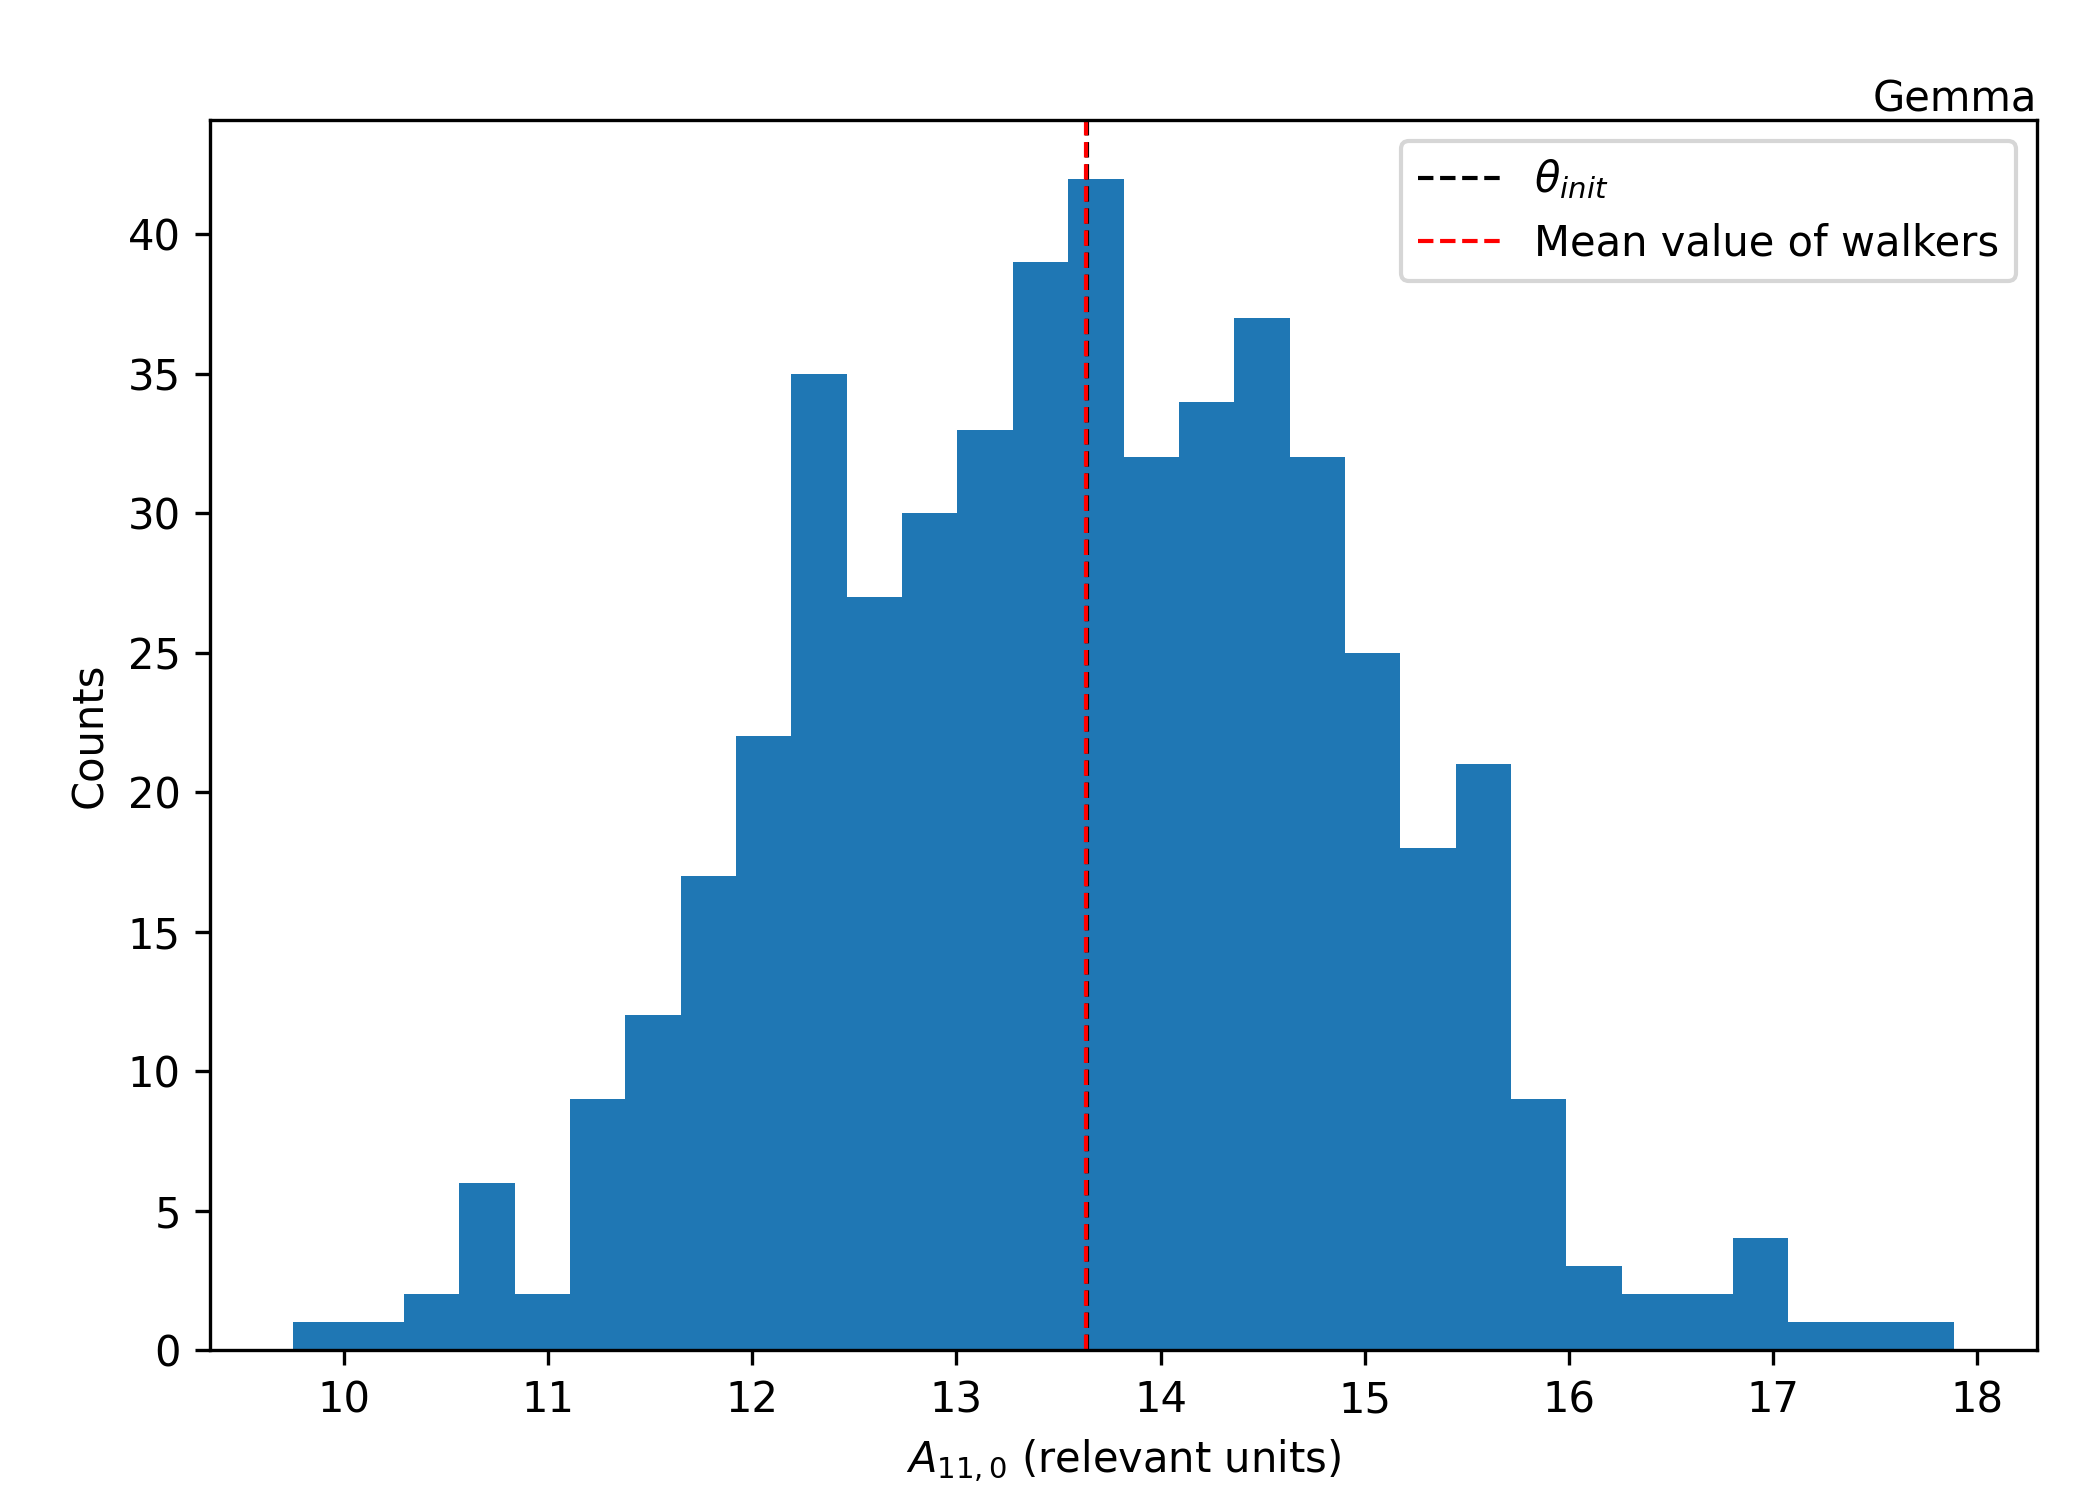 Gemma
θinit
Mean value of walkers
40
35
30
25
20
15
10
5
0
Counts
10 11 12 13 14 15 16 17 18
A11,0 (relevant units)